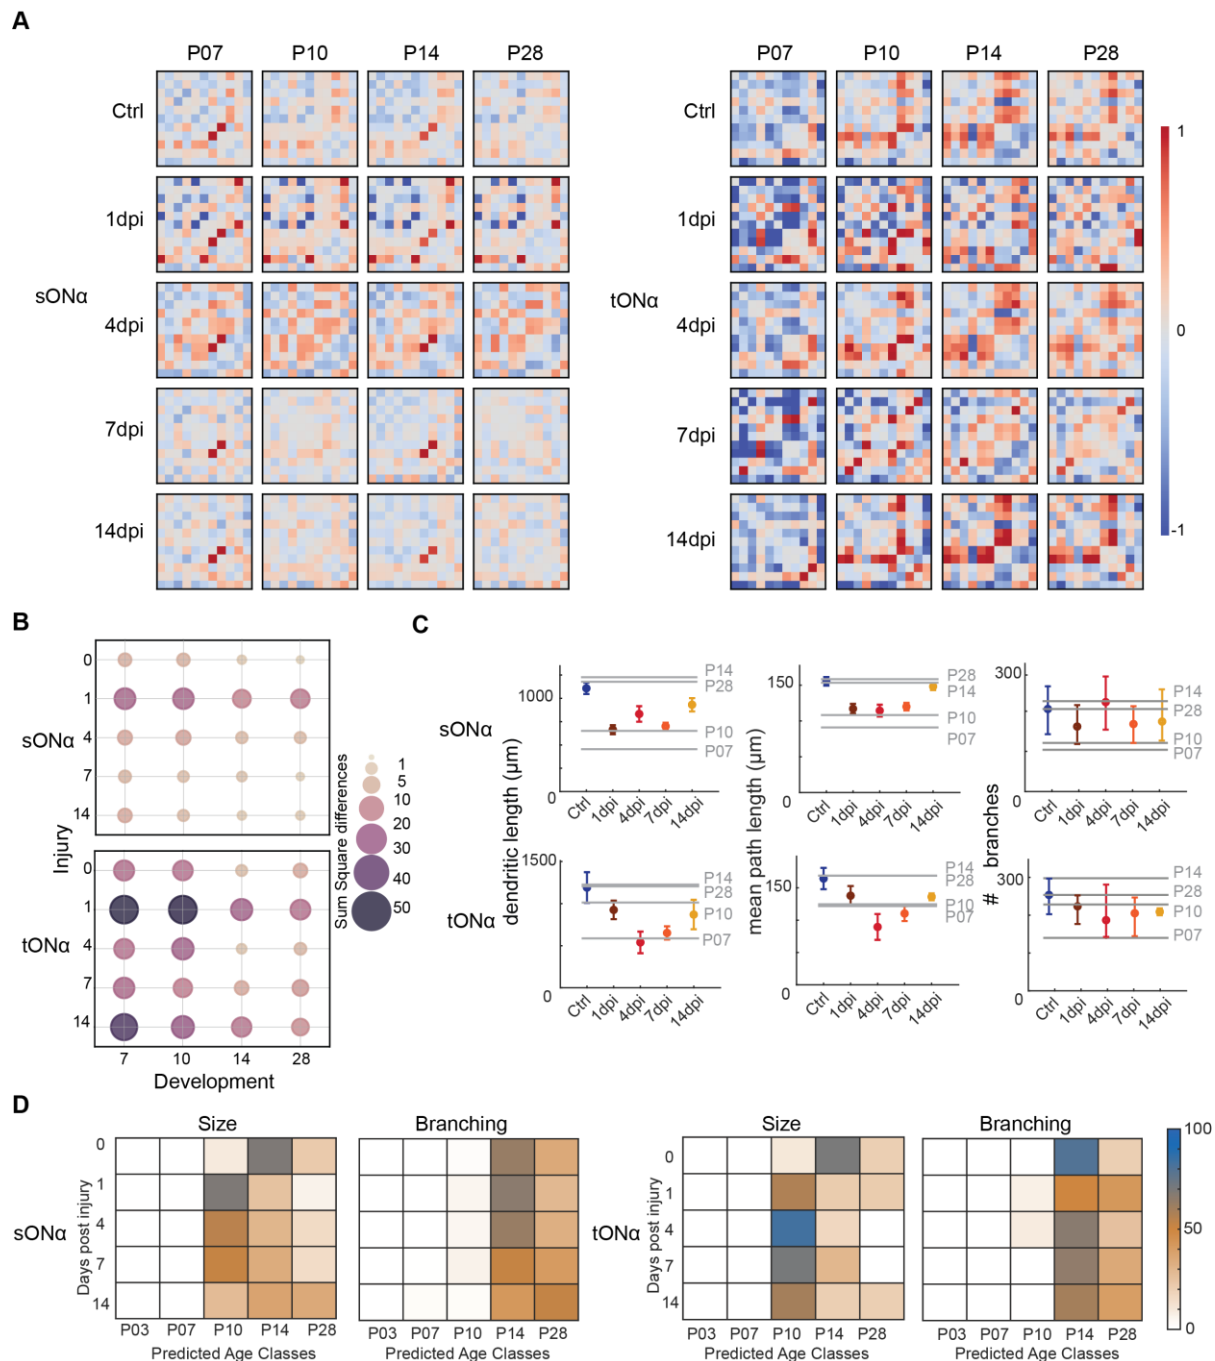 A
P07 P10 P14 P28
P07 P10 P14 P28
Ctrl
1dpi
4dpi
7dpi
14dpi
sONα
Ctrl
1dpi
4dpi
7dpi
14dpi
tONα
1
0
-1
B
0
1
4
7
14
sONα
Injury
0
1
4
7
14
tONα
7 10 14 28
Development
Sum Square differences
1
5
10
20
30
40
50
C
sONα
tONα
dendritic length (μm)
1000
0
P14
P28
P10
P07
Ctrl 1dpi 4dpi 7dpi 14dpi
mean path length (μm)
150
0
P28
P14
P10
P07
Ctrl 1dpi 4dpi 7dpi 14dpi
# branches
300
0
P14
P28
P10
P07
Ctrl 1dpi 4dpi 7dpi 14dpi
1500
0
P14
P28
P10
P07
Ctrl 1dpi 4dpi 7dpi 14dpi
150
0
P14
P28
P10
P07
Ctrl 1dpi 4dpi 7dpi 14dpi
300
0
P14
P28
P10
P07
Ctrl 1dpi 4dpi 7dpi 14dpi
D
Size Branching
sONα
Days post injury
0
1
4
7
14
P03 P07 P10 P14 P28
P03 P07 P10 P14 P28
Predicted Age Classes
Predicted Age Classes
Size Branching
tONα
Days post injury
0
1
4
7
14
P03 P07 P10 P14 P28
P03 P07 P10 P14 P28
Predicted Age Classes
Predicted Age Classes
100
50
0